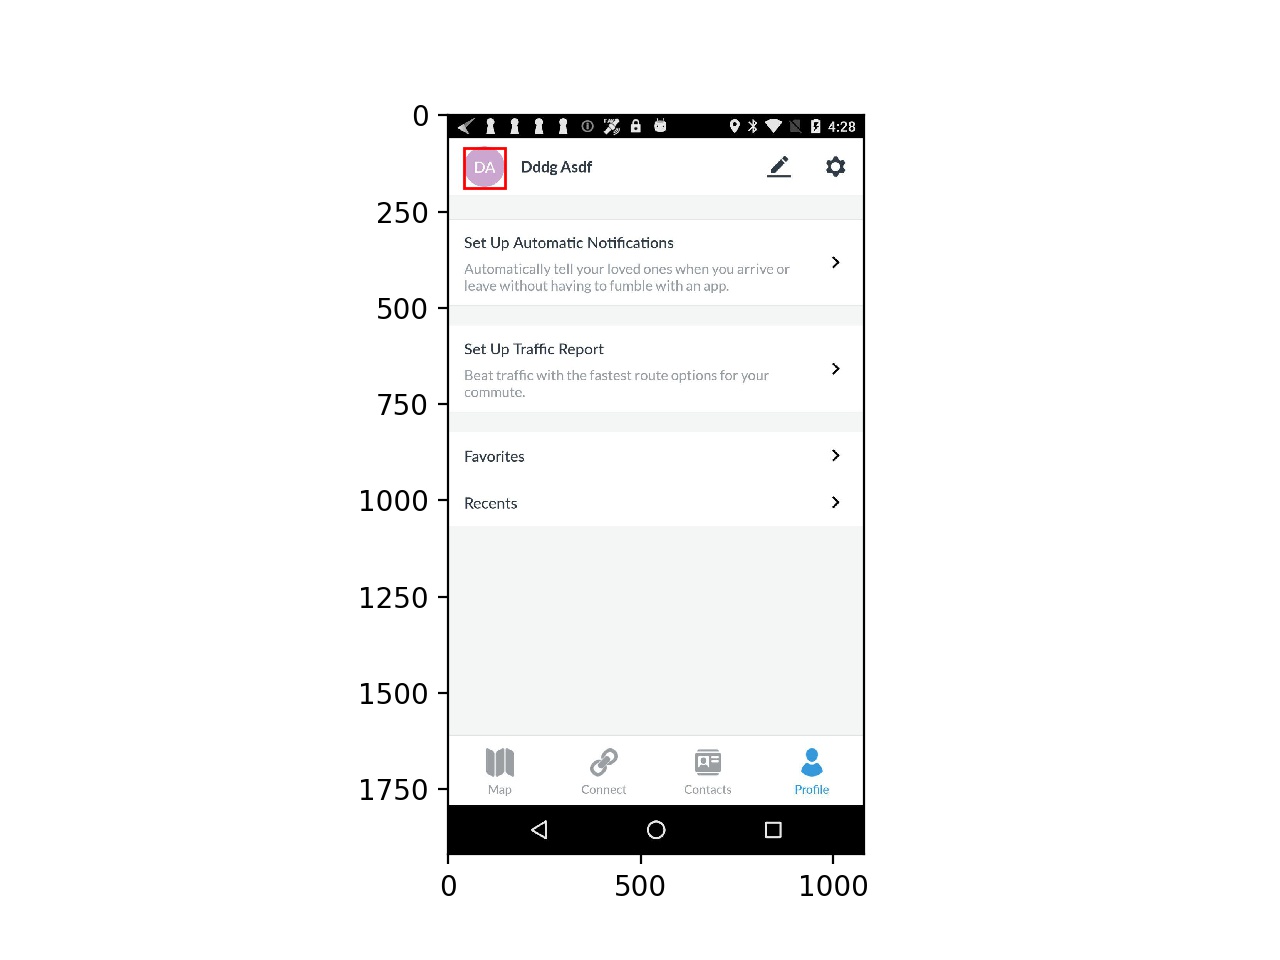 0
250
500
750
1000
1250
1500
1750
4:28
DA
Dddg Asdf
Set Up Automatic Notifications
Automatically tell your loved ones when you arrive or
leave without having to fumble with an app.
Set Up Traffic Report
Beat traffic with the fastest route options for your
commute.
Favorites
Recents
Map
Connect
Contacts
Profile
0
500
1000